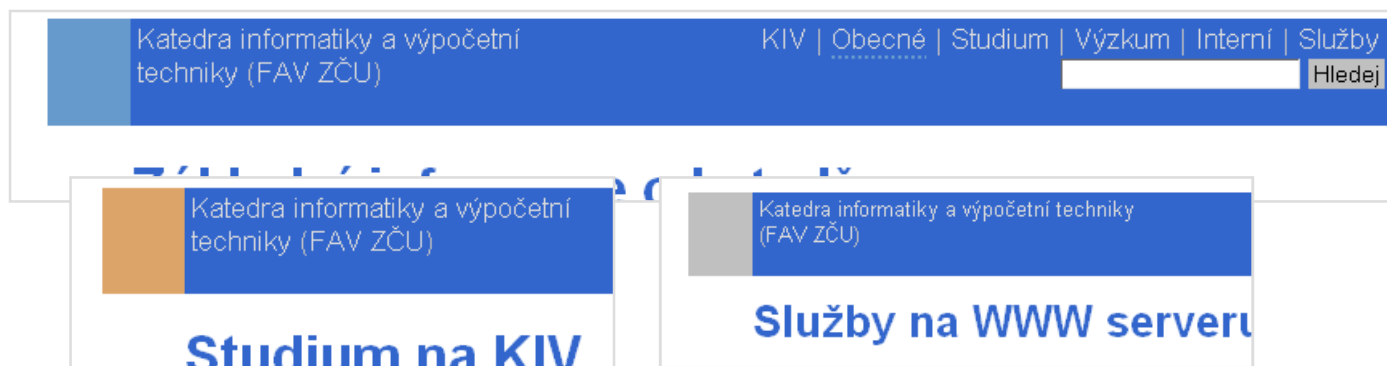 Katedra informatiky a výpočetní
techniky (FAV ZČU)
KIV | Obecné | Studium | Výzkum | Interní | Služby
Hledej
Katedra informatiky a výpočetní
techniky (FAV ZČU)
Studium na KIV
Katedra informatiky a výpočetní techniky
(FAV ZČU)
Služby na WWW serveru